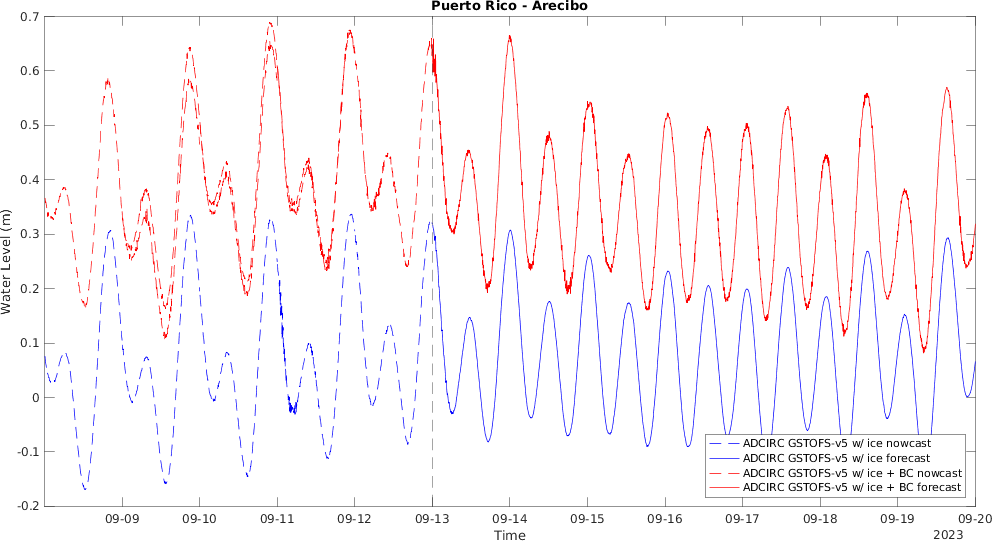 Puerto Rico - Arecibo
0.7
0.6
0.5
0.4
0.3
0.2
0.1
0
-0.1
-0.2
Water Level (m)
ADCIRC GSTOFS-v5 w/ ice nowcast
ADCIRC GSTOFS-v5 w/ ice forecast
ADCIRC GSTOFS-v5 w/ ice + BC nowcast
ADCIRC GSTOFS-v5 w/ ice + BC forecast
09-09 09-10 09-11 09-12 09-13 09-14 09-15 09-16 09-17 09-18 09-19 09-20
Time
2023